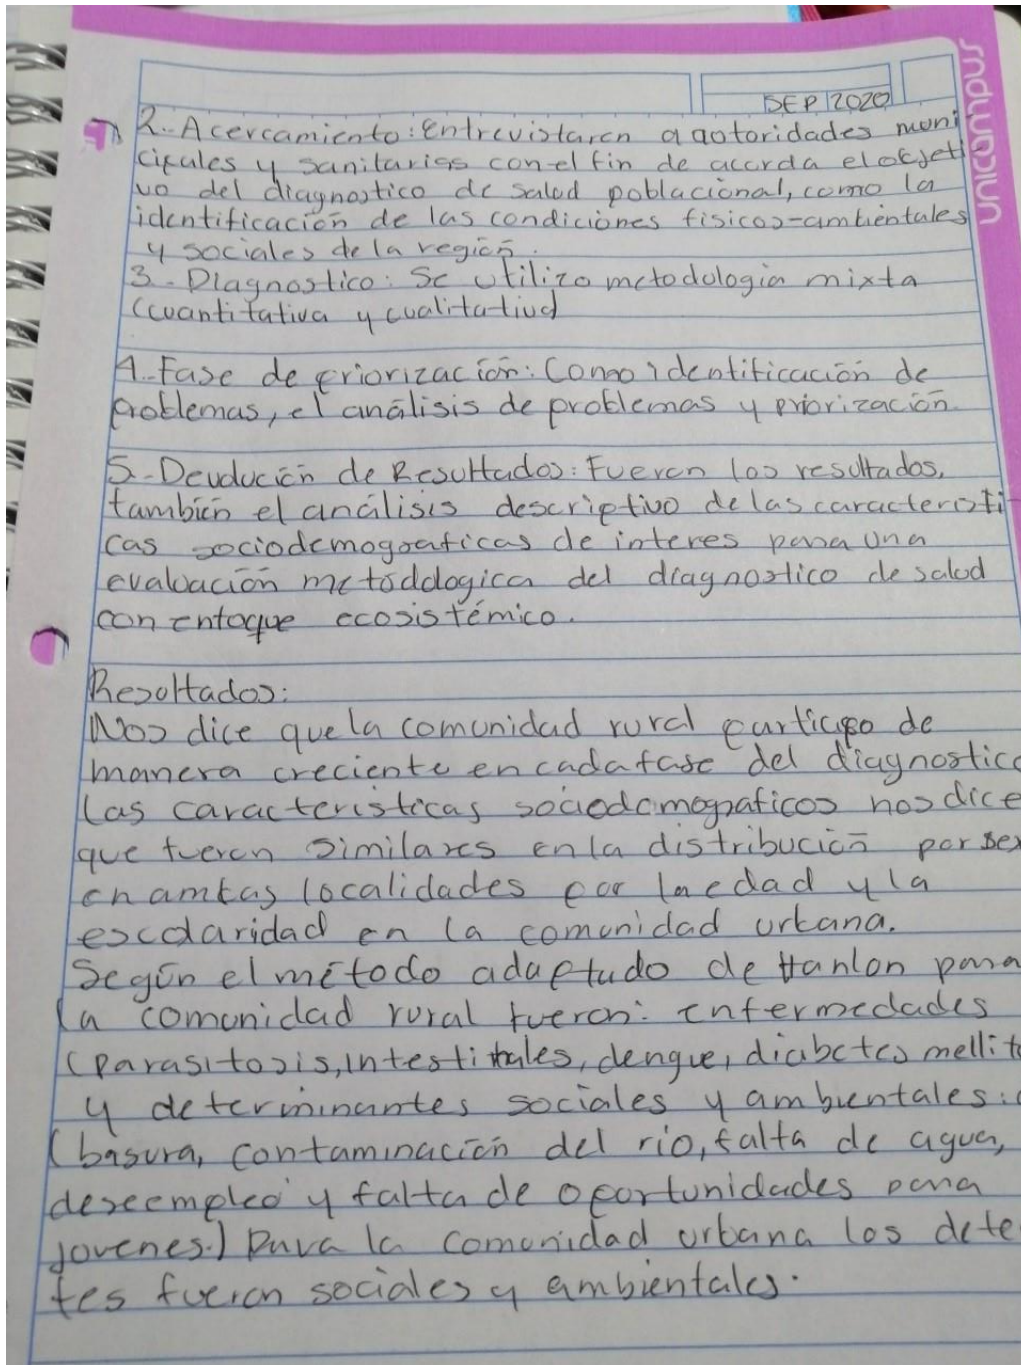 unicampus
SEP 2020
2.- Acercamiento: Entrevistaron a autoridades muni
cipales y sanitarias con el fin de acorda el objeti
vo del diagnostico de salud poblacional, como la
identificación de las condiciones fisicos-ambientales
y sociales de la región.
3.- Diagnostico: Se utilizo metodologia mixta
(cuantitativa y cualitativa)
4.- Fase de priorización: Como identificación de
problemas, el análisis de problemas y priorización.
5.- Devolución de Resultados: Fueron los resultados,
también el análisis descriptivo de las caracteristi-
cas sociodemograficas de interes para una
evaluación metodologica del diagnostico de salud
con enfoque ecosistémico.
Resultados:
Nos dice que la comunidad rural participo de
manera creciente en cada fase del diagnostico
las caracteristicas sociodemograficos nos dice
que fueron similares en la distribución por sex
en ambas localidades por la edad y la
escolaridad en la comunidad urbana.
Según el método adaptado de Hanlon para
la comunidad rural fueron: Enfermedades
(parasitosis, intestinales, dengue, diabetes mellit
y determinantes sociales y ambientales:
(basura, contaminación del rio, falta de agua,
desempleo y falta de oportunidades para
jovenes.) Para la comunidad urbana los dete
tes fueron sociales y ambientales.